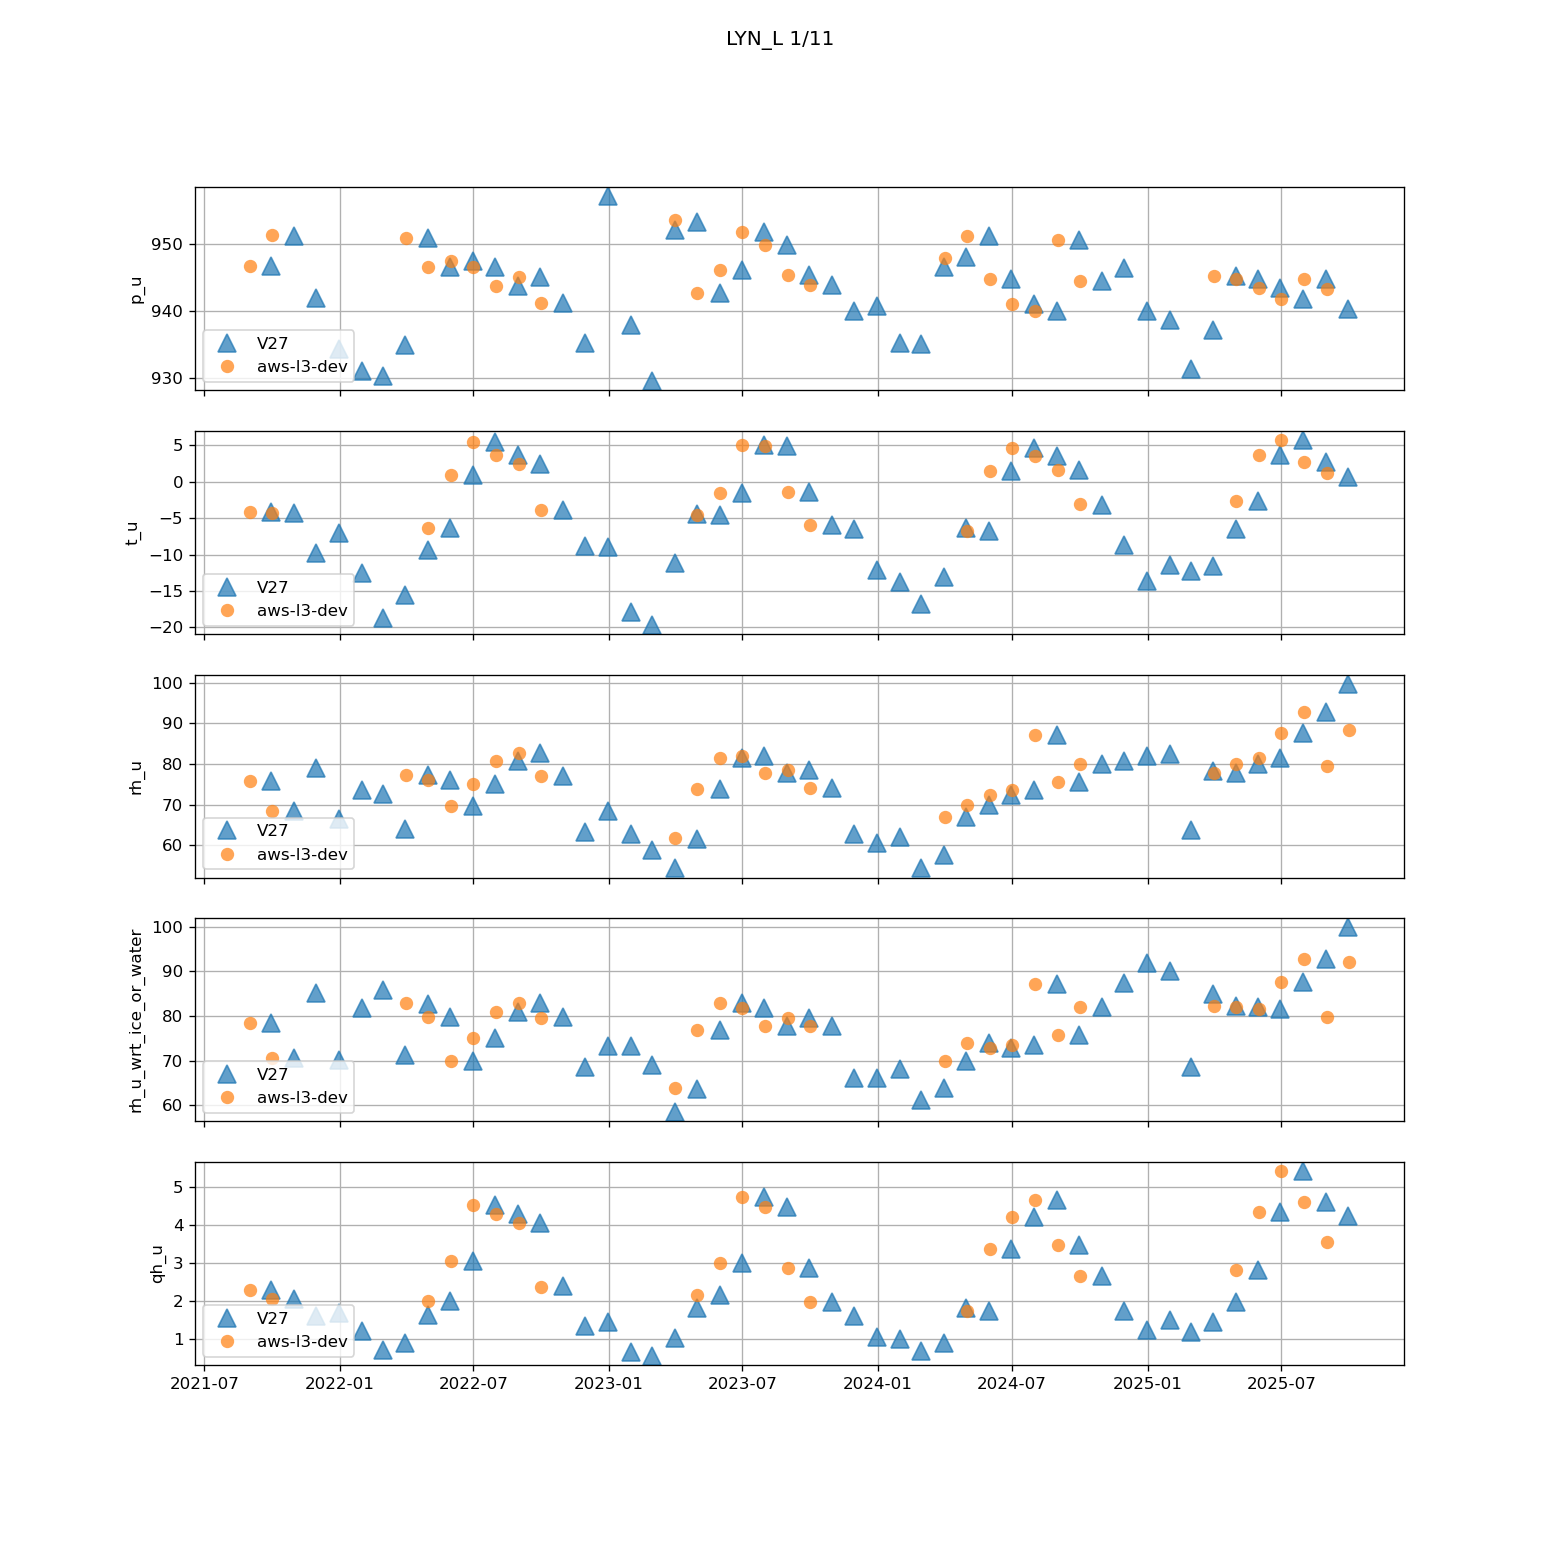 LYN_L 1/11
950
940
930
p_u
V27
aws-l3-dev
5
0
−5
−10
−15
−20
t_u
V27
aws-l3-dev
100
90
80
70
60
rh_u
V27
aws-l3-dev
100
90
80
70
60
rh_u_wrt_ice_or_water
V27
aws-l3-dev
5
4
3
2
1
qh_u
V27
aws-l3-dev
2021-07 2022-01 2022-07 2023-01 2023-07 2024-01 2024-07 2025-01 2025-07